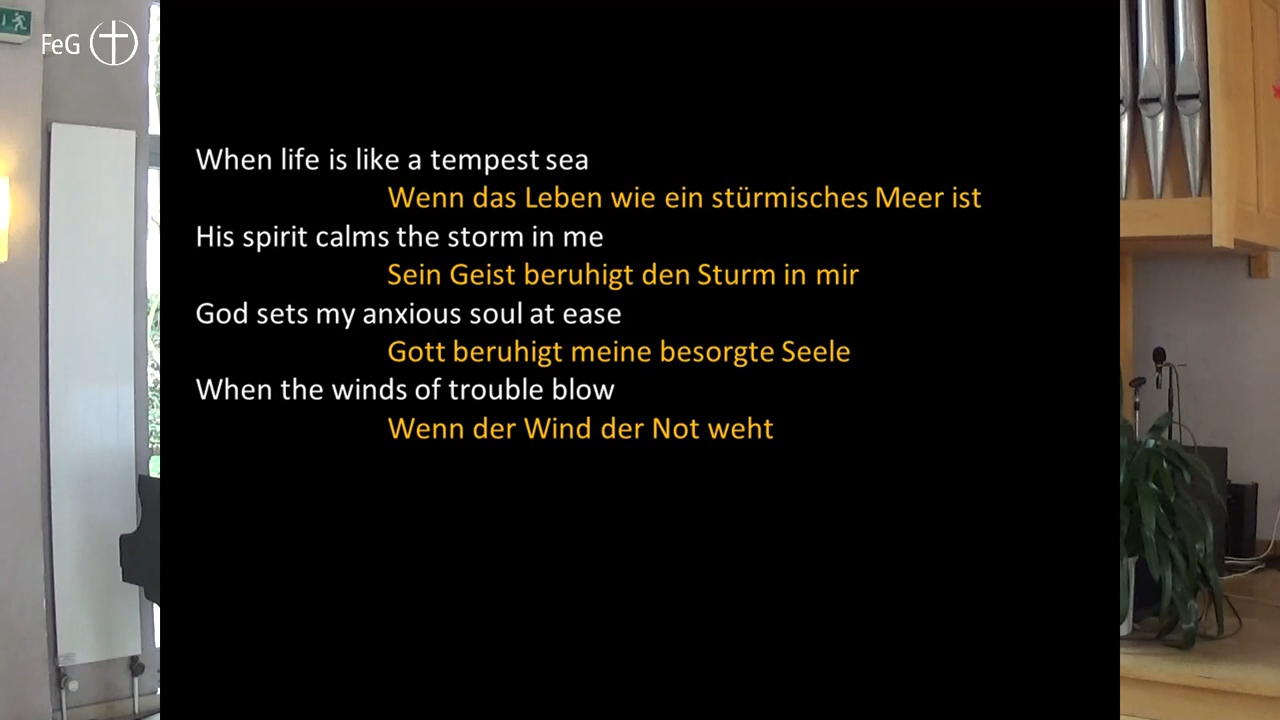 FeG
When life is like a tempest sea
Wenn das Leben wie ein stürmisches Meer ist
His spirit calms the storm in me
Sein Geist beruhigt den Sturm in mir
God sets my anxious soul at ease
Gott beruhigt meine besorgte Seele
When the winds of trouble blow
Wenn der Wind der Not weht